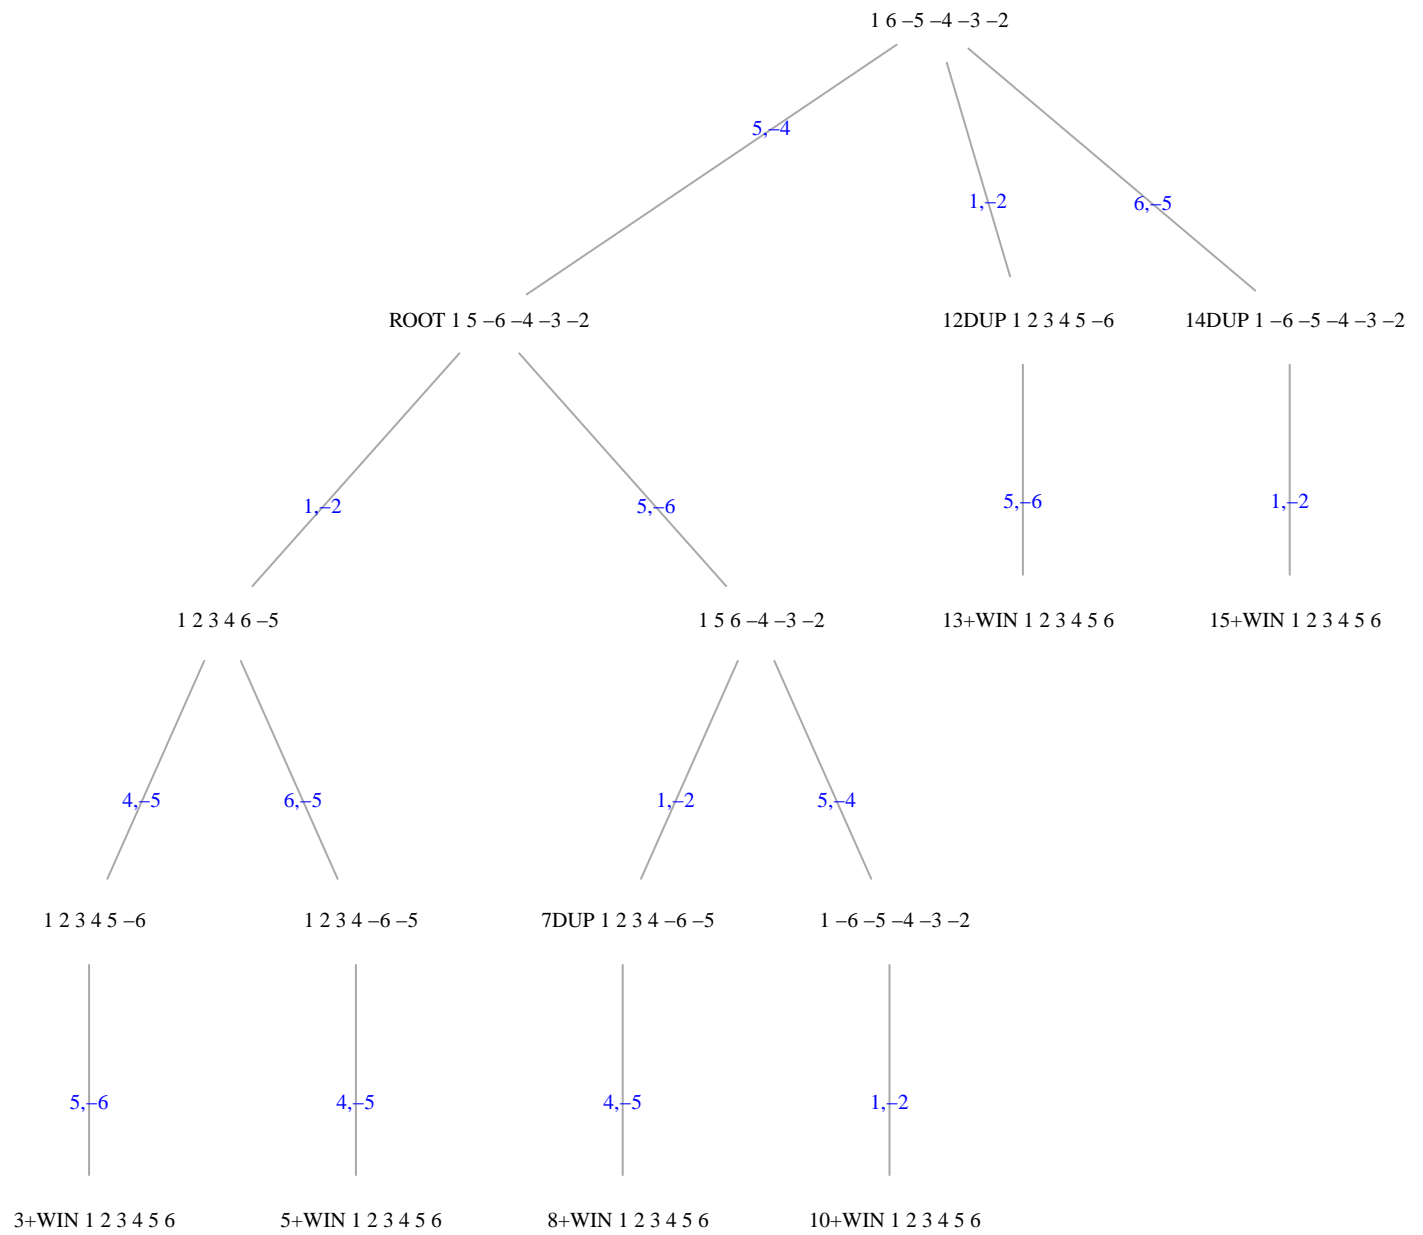 1 6 –5 –4 –3 –2
5,–4
1,–2
6,–5
ROOT 1 5 –6 –4 –3 –2
12DUP 1 2 3 4 5 –6
14DUP 1 –6 –5 –4 –3 –2
1,–2
5,–6
5,–6
1,–2
1 2 3 4 6 –5
1 5 6 –4 –3 –2
13+WIN 1 2 3 4 5 6
15+WIN 1 2 3 4 5 6
4,–5
6,–5
1,–2
5,–4
1 2 3 4 5 –6
1 2 3 4 –6 –5
7DUP 1 2 3 4 –6 –5
1 –6 –5 –4 –3 –2
5,–6
4,–5
4,–5
1,–2
3+WIN 1 2 3 4 5 6
5+WIN 1 2 3 4 5 6
8+WIN 1 2 3 4 5 6
10+WIN 1 2 3 4 5 6